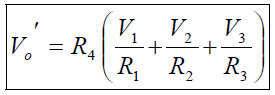 V_o' = R_4 ( V_1/R_1 + V_2/R_2 + V_3/R_3 )